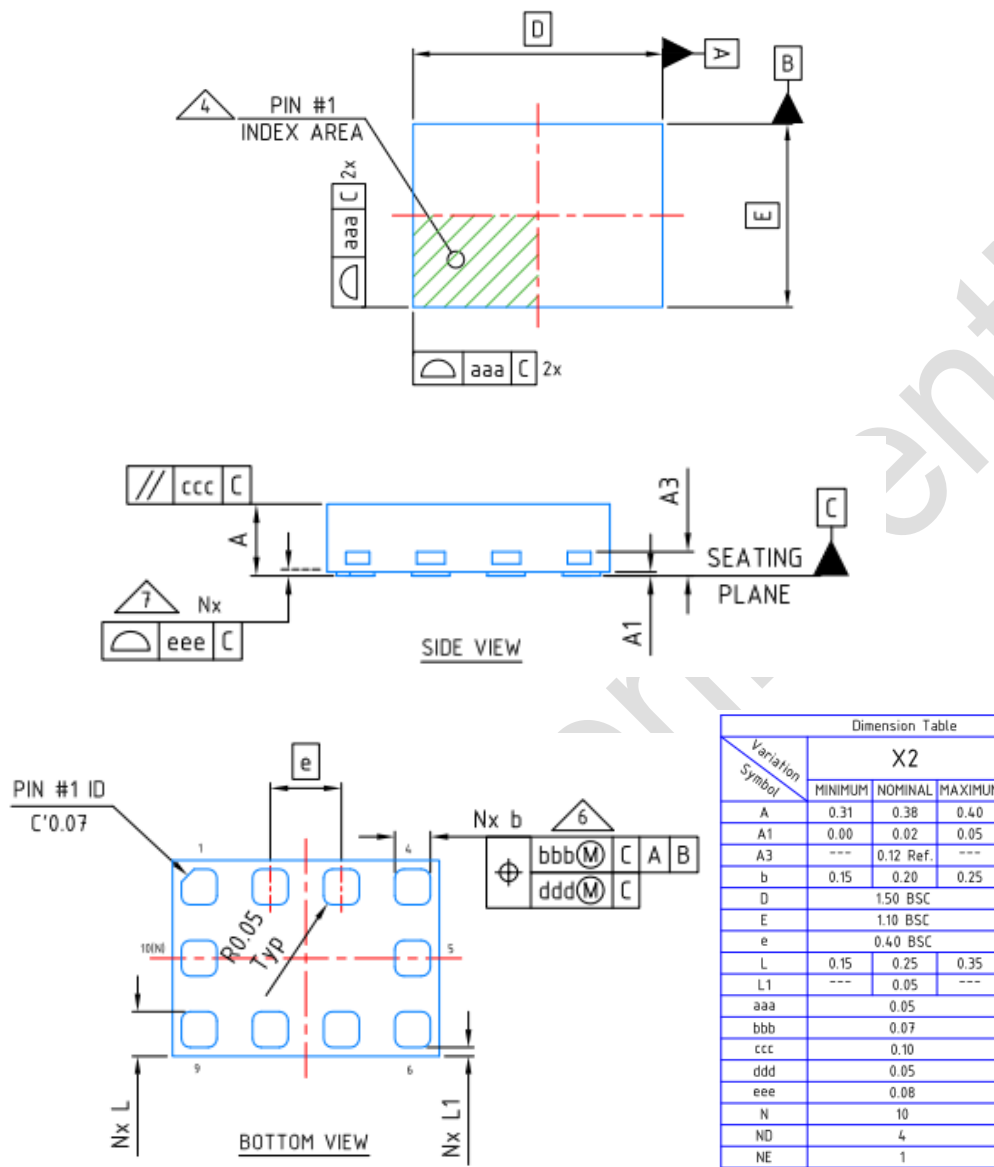 D
A
B
4
PIN #1
INDEX AREA
2x
aaa C
E
aaa C 2x
// ccc C
A3
C
A
SEATING
PLANE
7 Nx
eee C
A1
SIDE VIEW
e
PIN #1 ID
C'0.07
Nx b 6
bbbⓂ C A B
dddⓂ C
1 4
R0.05
Typ
10(N) 5
9 6
Nx L
Nx L1
BOTTOM VIEW
Dimension Table
Variation
Symbol
X2
MINIMUM NOMINAL MAXIMUM
A 0.31 0.38 0.40
A1 0.00 0.02 0.05
A3 --- 0.12 Ref. ---
b 0.15 0.20 0.25
D 1.50 BSC
E 1.10 BSC
e 0.40 BSC
L 0.15 0.25 0.35
L1 --- 0.05 ---
aaa 0.05
bbb 0.07
ccc 0.10
ddd 0.05
eee 0.08
N 10
ND 4
NE 1